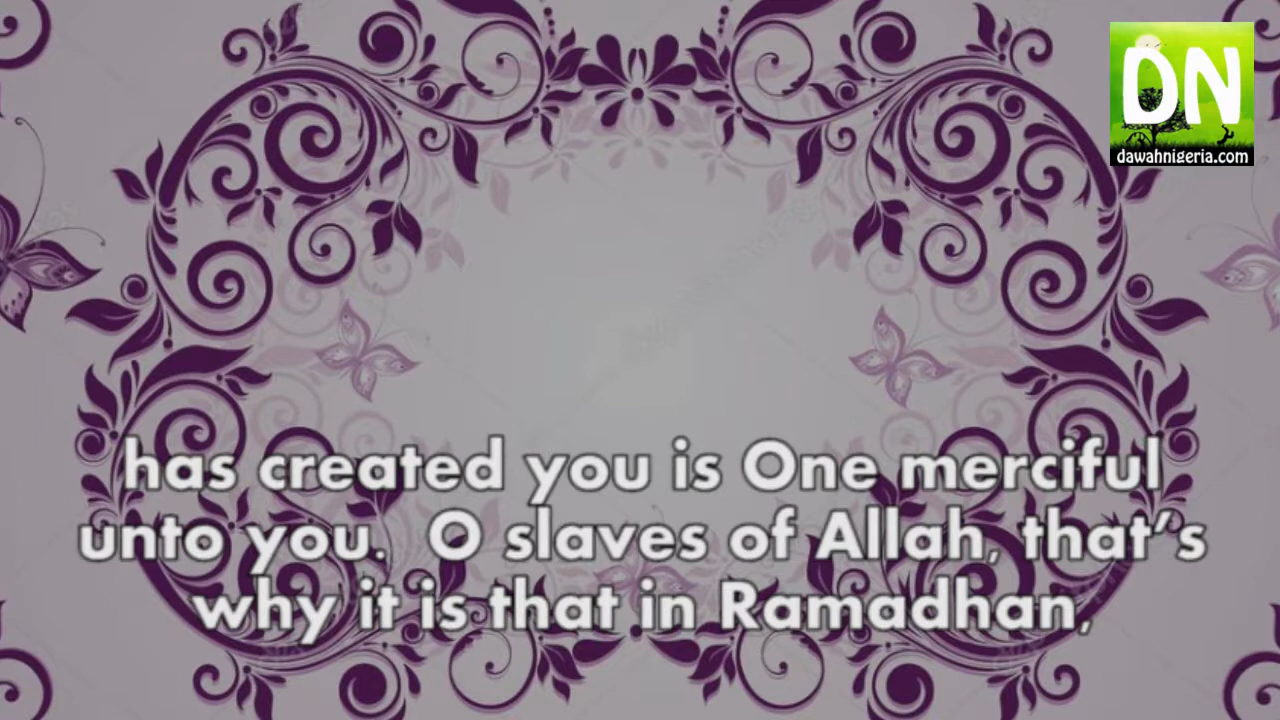 DN
dawahnigeria.com
has created you is One merciful
unto you.  O slaves of Allah, that's
why it is that in Ramadhan,